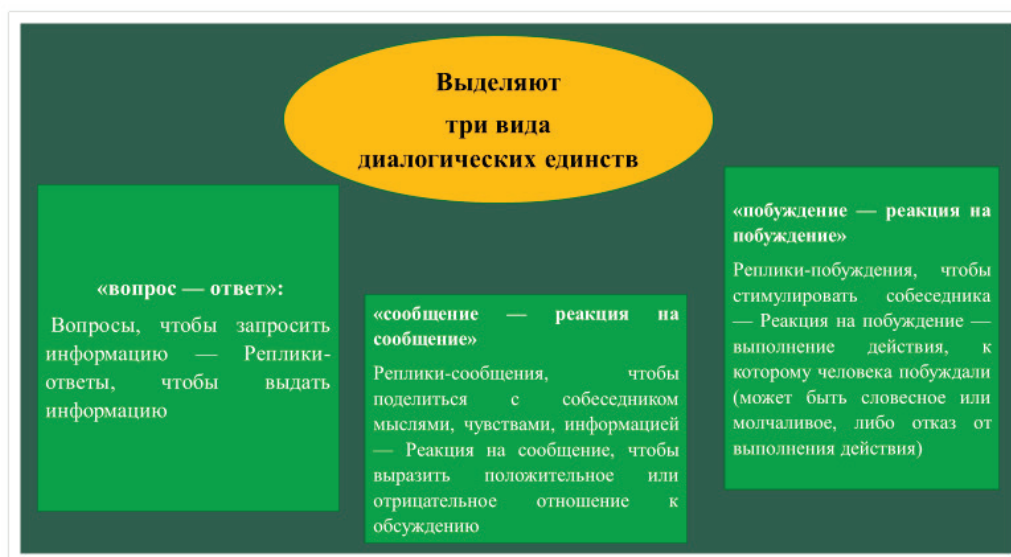 Выделяют
три вида
диалогических единств
«вопрос — ответ»:
Вопросы, чтобы запросить
информацию — Реплики-
ответы, чтобы выдать
информацию
«сообщение — реакция на
сообщение»
Реплики-сообщения, чтобы
поделиться с собеседником
мыслями, чувствами, информацией
— Реакция на сообщение, чтобы
выразить положительное или
отрицательное отношение к
обсуждению
«побуждение — реакция на
побуждение»
Реплики-побуждения, чтобы
стимулировать собеседника
— Реакция на побуждение —
выполнение действия, к
которому человека побуждали
(может быть словесное или
молчаливое, либо отказ от
выполнения действия)